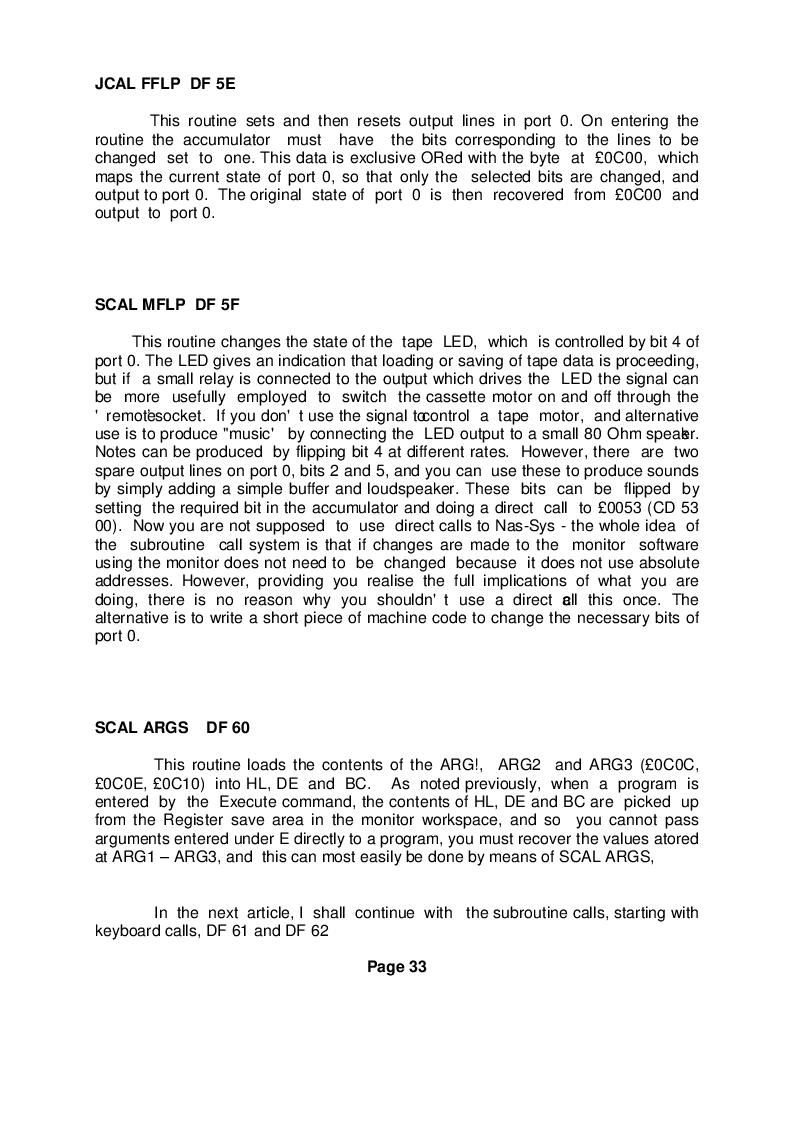 JCAL FFLP DF 5E
This routine sets and then resets output lines in port 0. On entering the
routine the accumulator must have the bits corresponding to the lines to be
changed set to one. This data is exclusive ORed with the byte at £0C00, which
maps the current state of port 0, so that only the selected bits are changed, and
output to port 0. The original state of port 0 is then recovered from £0C00 and
output to port 0.
SCAL MFLP DF 5F
This routine changes the state of the tape LED, which is controlled by bit 4 of
port 0. The LED gives an indication that loading or saving of tape data is proceeding,
but if a small relay is connected to the output which drives the LED the signal can
be more usefully employed to switch the cassette motor on and off through the
' remote'socket. If you don' t use the signal to control a tape motor, and alternative
use is to produce "music' by connecting the LED output to a small 80 Ohm speaker.
Notes can be produced by flipping bit 4 at different rates. However, there are two
spare output lines on port 0, bits 2 and 5, and you can use these to produce sounds
by simply adding a simple buffer and loudspeaker. These bits can be flipped by
setting the required bit in the accumulator and doing a direct call to £0053 (CD 53
00). Now you are not supposed to use direct calls to Nas-Sys - the whole idea of
the subroutine call system is that if changes are made to the monitor software
using the monitor does not need to be changed because it does not use absolute
addresses. However, providing you realise the full implications of what you are
doing, there is no reason why you shouldn' t use a direct call this once. The
alternative is to write a short piece of machine code to change the necessary bits of
port 0.
SCAL ARGS DF 60
This routine loads the contents of the ARG!, ARG2 and ARG3 (£0C0C,
£0C0E, £0C10) into HL, DE and BC. As noted previously, when a program is
entered by the Execute command, the contents of HL, DE and BC are picked up
from the Register save area in the monitor workspace, and so you cannot pass
arguments entered under E directly to a program, you must recover the values atored
at ARG1 – ARG3, and this can most easily be done by means of SCAL ARGS,
In the next article, I shall continue with the subroutine calls, starting with
keyboard calls, DF 61 and DF 62
Page 33